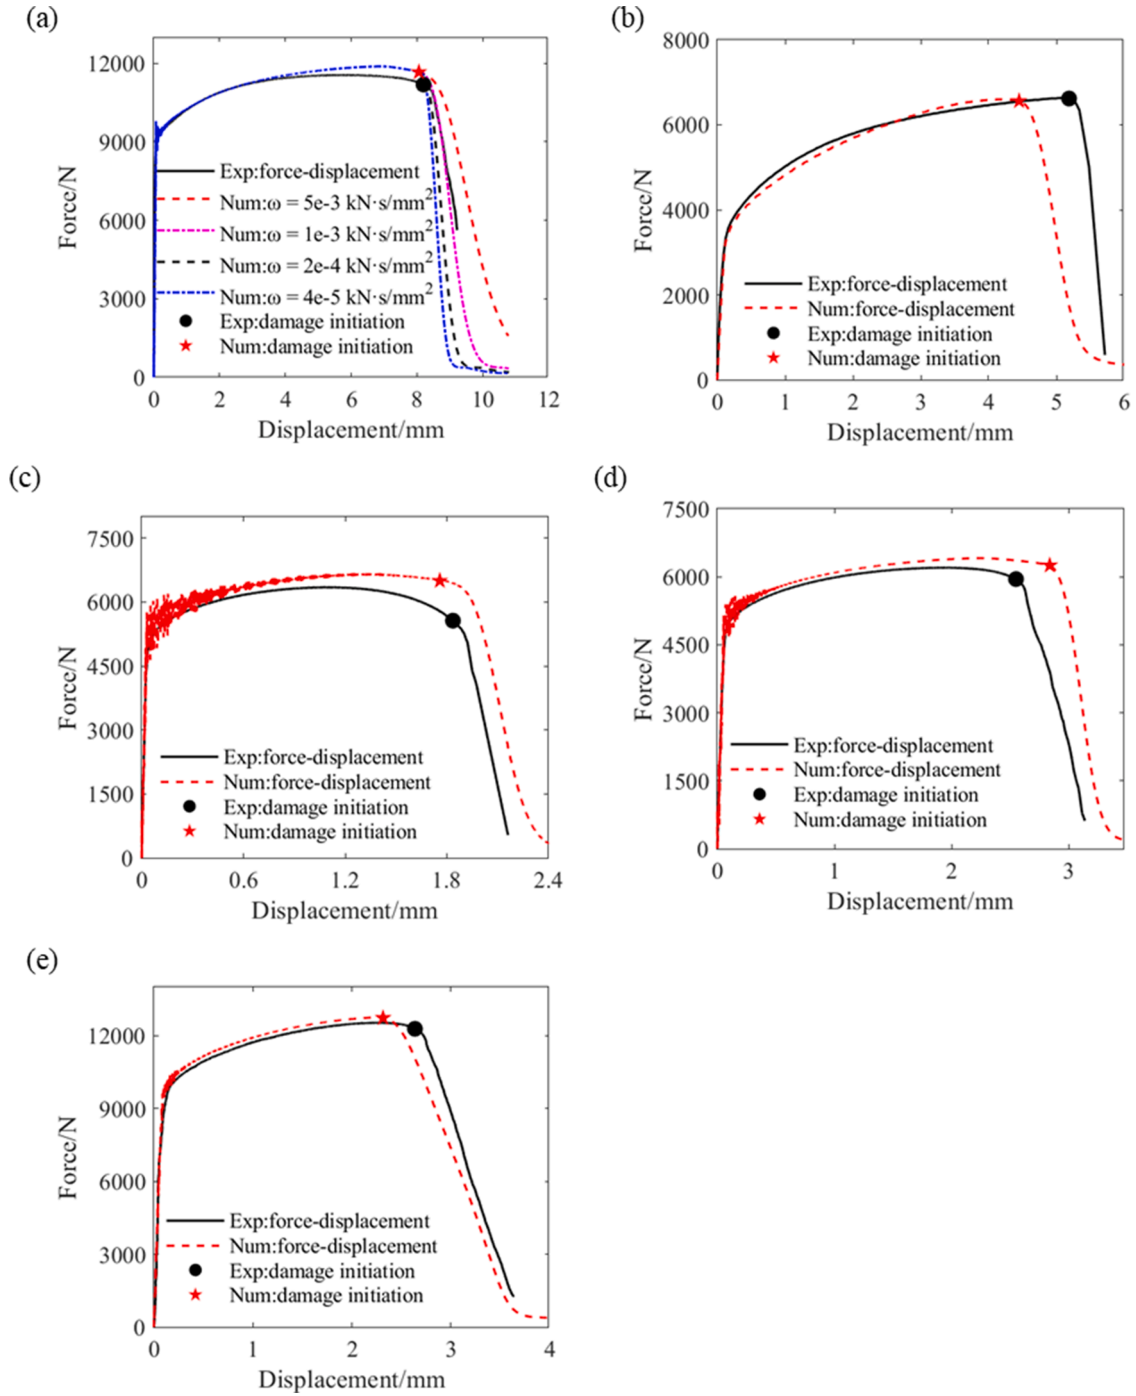 (a)
12000
9000
6000
3000
0
Force/N
Exp:force-displacement
Num:ω = 5e-3 kN·s/mm²
Num:ω = 1e-3 kN·s/mm²
Num:ω = 2e-4 kN·s/mm²
Num:ω = 4e-5 kN·s/mm²
Exp:damage initiation
Num:damage initiation
0 2 4 6 8 10 12
Displacement/mm
(b)
8000
6000
4000
2000
0
Force/N
Exp:force-displacement
Num:force-displacement
Exp:damage initiation
Num:damage initiation
0 1 2 3 4 5 6
Displacement/mm
(c)
7500
6000
4500
3000
1500
0
Force/N
Exp:force-displacement
Num:force-displacement
Exp:damage initiation
Num:damage initiation
0 0.6 1.2 1.8 2.4
Displacement/mm
(d)
7500
6000
4500
3000
1500
0
Force/N
Exp:force-displacement
Num:force-displacement
Exp:damage initiation
Num:damage initiation
0 1 2 3
Displacement/mm
(e)
12000
9000
6000
3000
0
Force/N
Exp:force-displacement
Num:force-displacement
Exp:damage initiation
Num:damage initiation
0 1 2 3 4
Displacement/mm